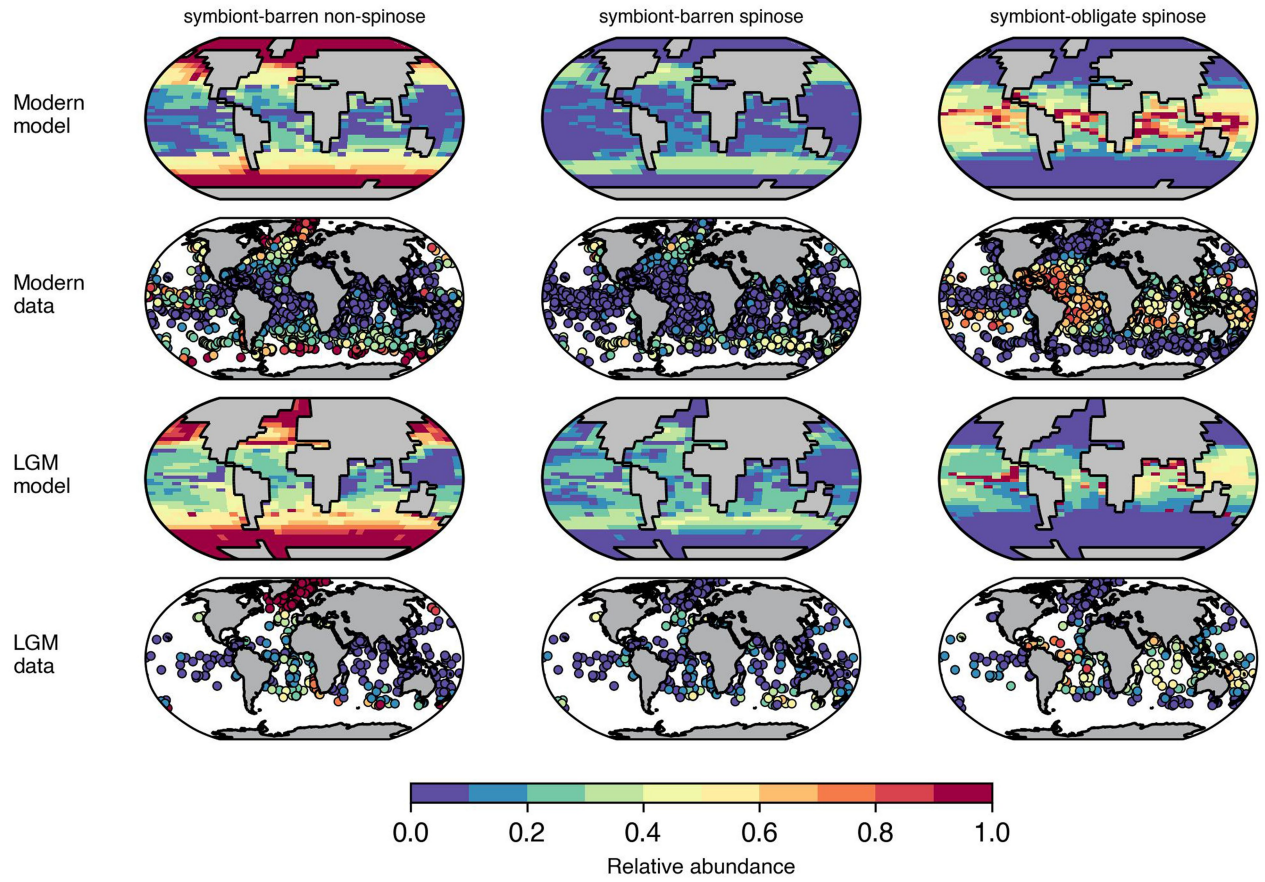 symbiont-barren non-spinose symbiont-barren spinose symbiont-obligate spinose
Modern
model
Modern
data
LGM
model
LGM
data
0.0 0.2 0.4 0.6 0.8 1.0
Relative abundance